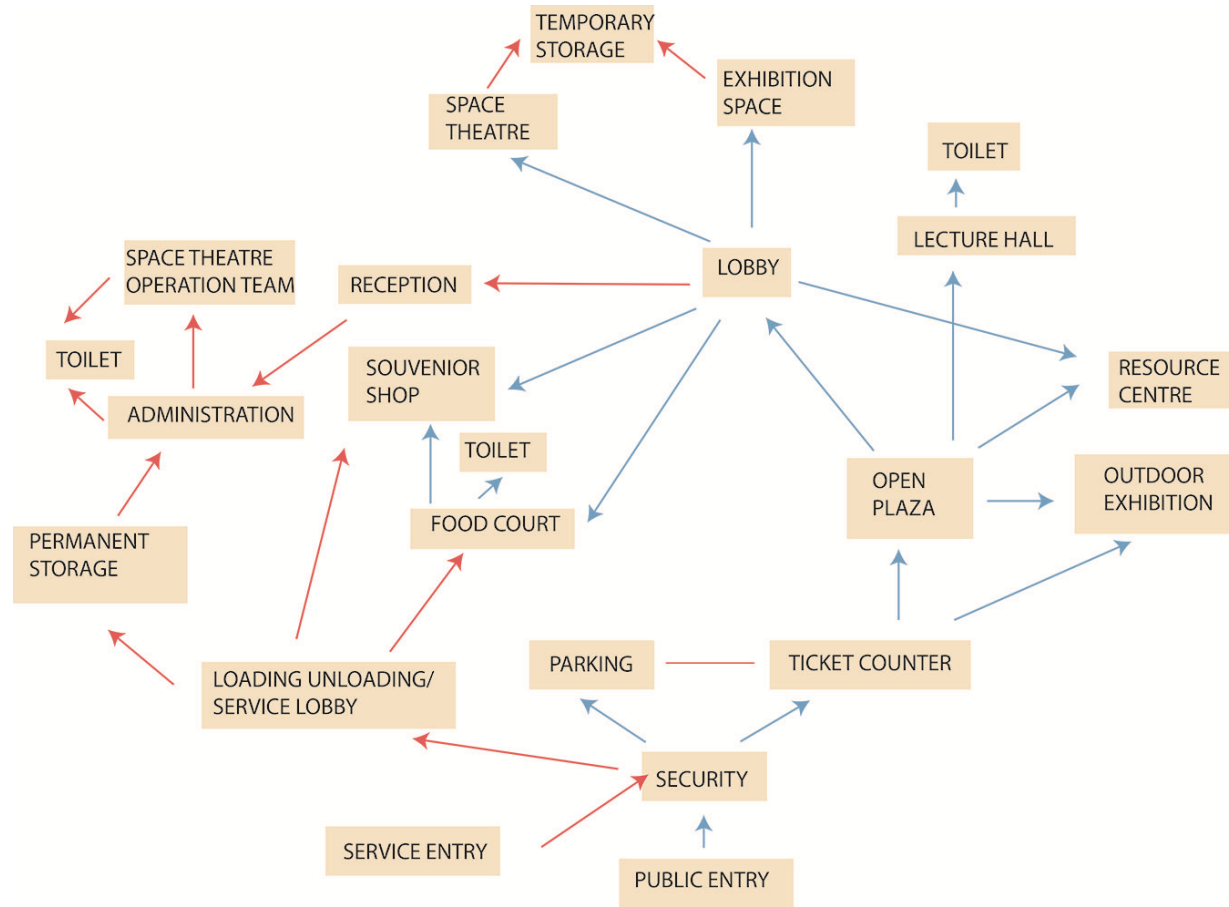 TEMPORARY
STORAGE
EXHIBITION
SPACE
SPACE
THEATRE
TOILET
LECTURE HALL
SPACE THEATRE
OPERATION TEAM
RECEPTION
LOBBY
TOILET
SOUVENIOR
SHOP
RESOURCE
CENTRE
ADMINISTRATION
TOILET
OPEN
PLAZA
OUTDOOR
EXHIBITION
FOOD COURT
PERMANENT
STORAGE
LOADING UNLOADING/
SERVICE LOBBY
PARKING
TICKET COUNTER
SECURITY
SERVICE ENTRY
PUBLIC ENTRY